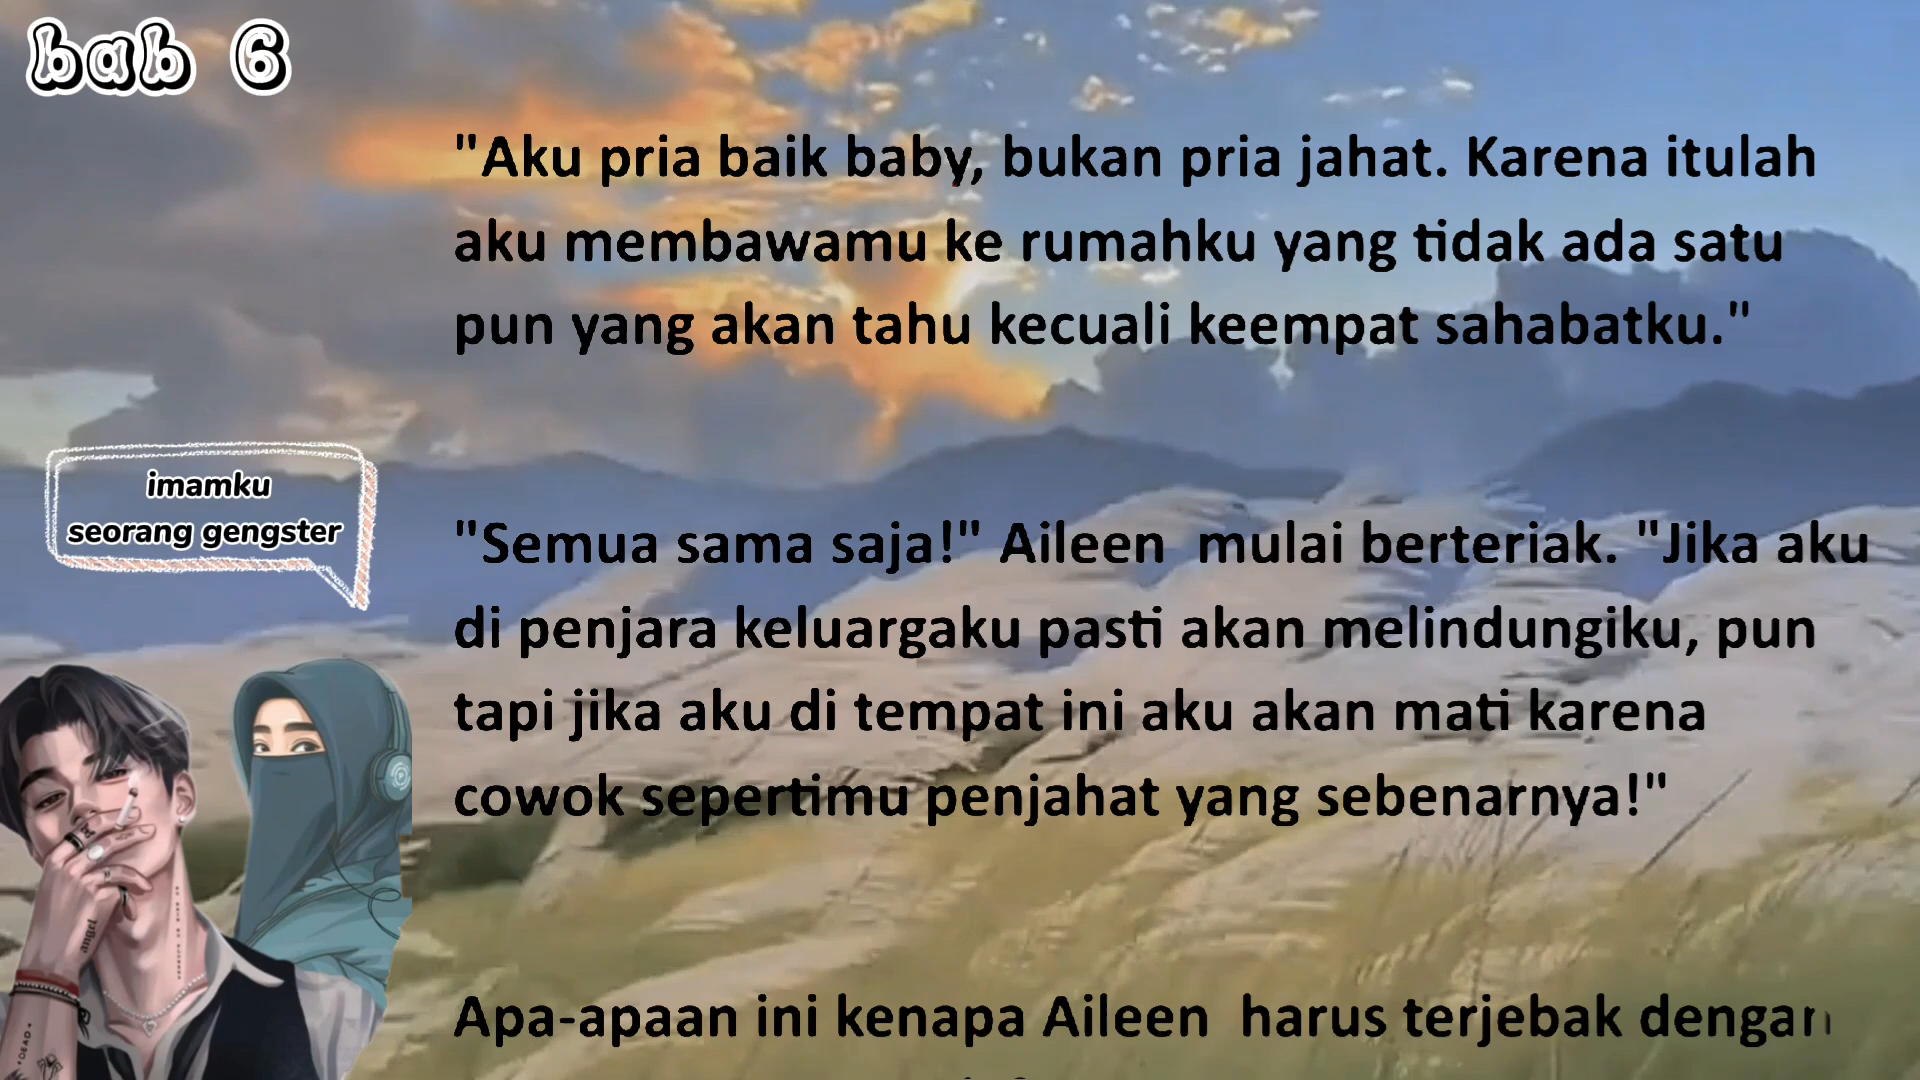 bab 6
"Aku pria baik baby, bukan pria jahat. Karena itulah
aku membawamu ke rumahku yang tidak ada satu
pun yang akan tahu kecuali keempat sahabatku."
imamku
seorang gengster
"Semua sama saja!" Aileen mulai berteriak. "Jika aku
di penjara keluargaku pasti akan melindungiku, pun
tapi jika aku di tempat ini aku akan mati karena
cowok sepertimu penjahat yang sebenarnya!"
Apa-apaan ini kenapa Aileen harus terjebak dengan
angel
DEAD